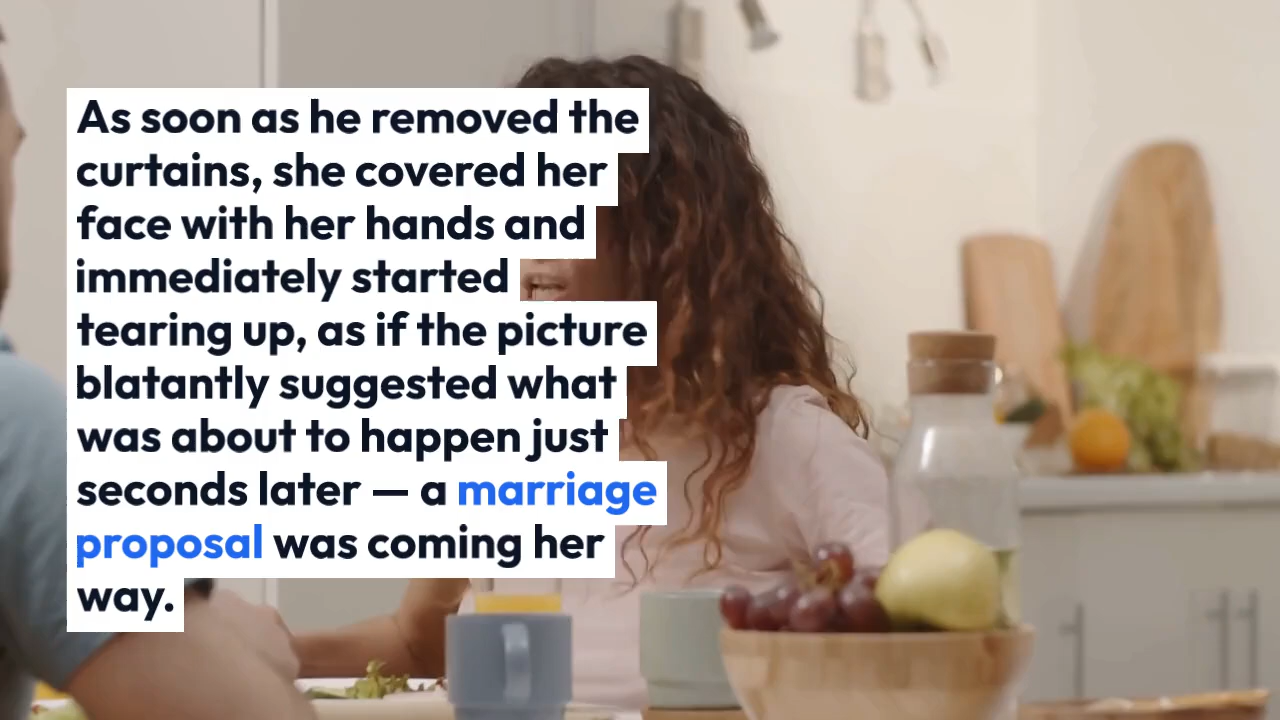 As soon as he removed the
curtains, she covered her
face with her hands and
immediately started
tearing up, as if the picture
blatantly suggested what
was about to happen just
seconds later — a marriage
proposal was coming her
way.